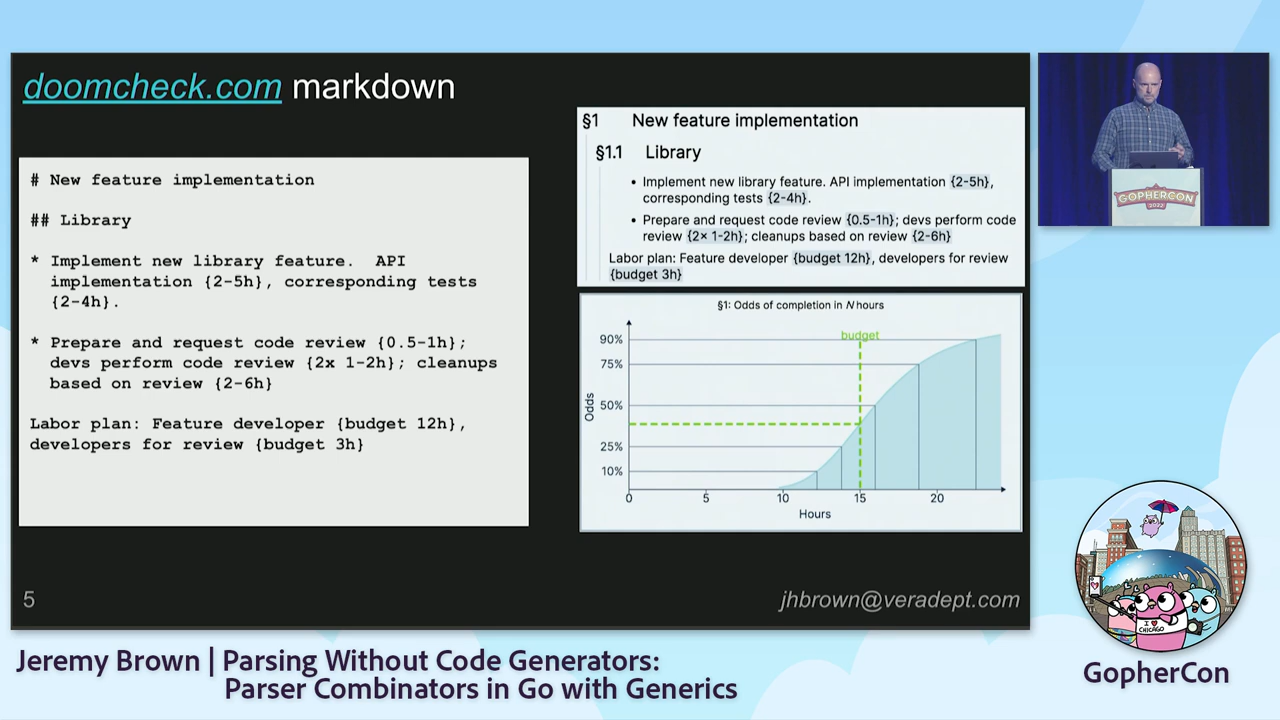 doomcheck.com markdown
# New feature implementation
## Library
* Implement new library feature.  API
implementation {2-5h}, corresponding tests
{2-4h}.
* Prepare and request code review {0.5-1h};
devs perform code review {2x 1-2h}; cleanups
based on review {2-6h}
Labor plan: Feature developer {budget 12h},
developers for review {budget 3h}
§1 New feature implementation
§1.1 Library
• Implement new library feature. API implementation {2-5h},
corresponding tests {2-4h}.
• Prepare and request code review {0.5-1h}; devs perform code
review {2× 1-2h}; cleanups based on review {2-6h}
Labor plan: Feature developer {budget 12h}, developers for review
{budget 3h}
§1: Odds of completion in N hours
budget
90%
75%
50%
25%
10%
Odds
0 5 10 15 20
Hours
5
jhbrown@veradept.com
GOPHERCON
2022
I ♥
CHICAGO
Jeremy Brown | Parsing Without Code Generators:
Parser Combinators in Go with Generics
GopherCon